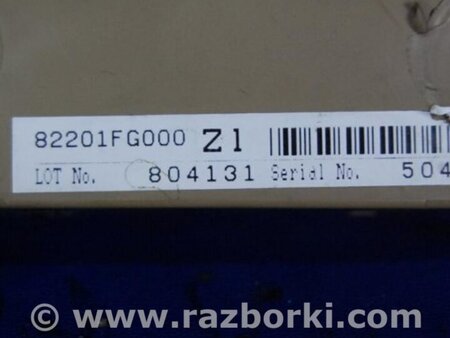 82201FG000 Z1
LOT No. 804131 Serial No. 504
© www.razborki.com